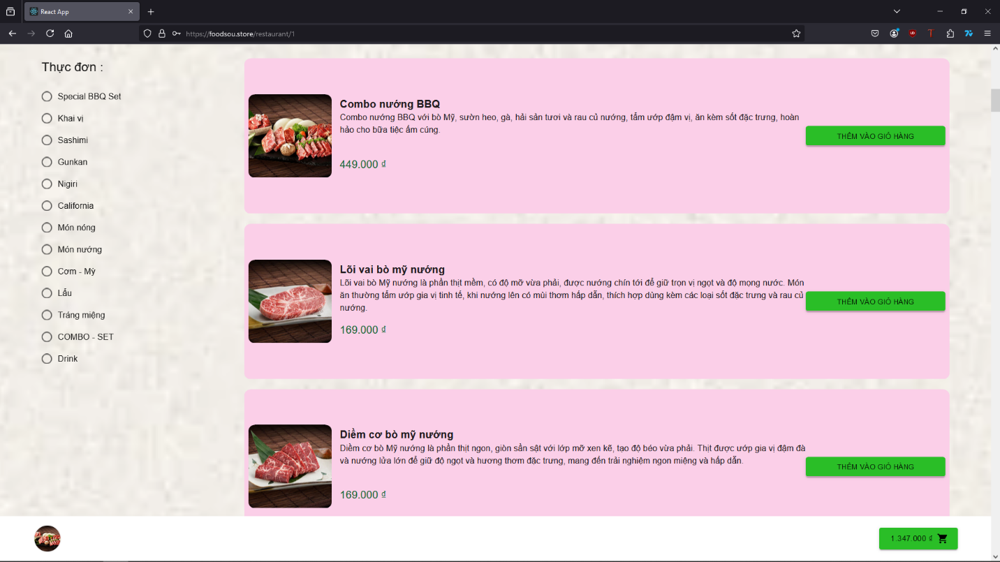 React App
https://foodsou.store/restaurant/1
Thực đơn :
Special BBQ Set
Khai vị
Sashimi
Gunkan
Nigiri
California
Món nóng
Món nướng
Cơm - Mỳ
Lẩu
Tráng miệng
COMBO - SET
Drink
Combo nướng BBQ
Combo nướng BBQ với bò Mỹ, sườn heo, gà, hải sản tươi và rau củ nướng, tẩm ướp đậm vị, ăn kèm sốt đặc trưng, hoàn
hảo cho bữa tiệc ấm cúng.
449.000 ₫
THÊM VÀO GIỎ HÀNG
Lõi vai bò mỹ nướng
Lõi vai bò Mỹ nướng là phần thịt mềm, có độ mỡ vừa phải, được nướng chín tới để giữ trọn vị ngọt và độ mọng nước. Món
ăn thường tẩm ướp gia vị tinh tế, khi nướng lên có mùi thơm hấp dẫn, thích hợp dùng kèm các loại sốt đặc trưng và rau củ
nướng.
169.000 ₫
THÊM VÀO GIỎ HÀNG
Diềm cơ bò mỹ nướng
Diềm cơ bò Mỹ nướng là phần thịt ngon, giòn sần sật với lớp mỡ xen kẽ, tạo độ béo vừa phải. Thịt được ướp gia vị đậm đà
và nướng lửa lớn để giữ độ ngọt và hương thơm đặc trưng, mang đến trải nghiệm ngon miệng và hấp dẫn.
169.000 ₫
THÊM VÀO GIỎ HÀNG
1.347.000 ₫